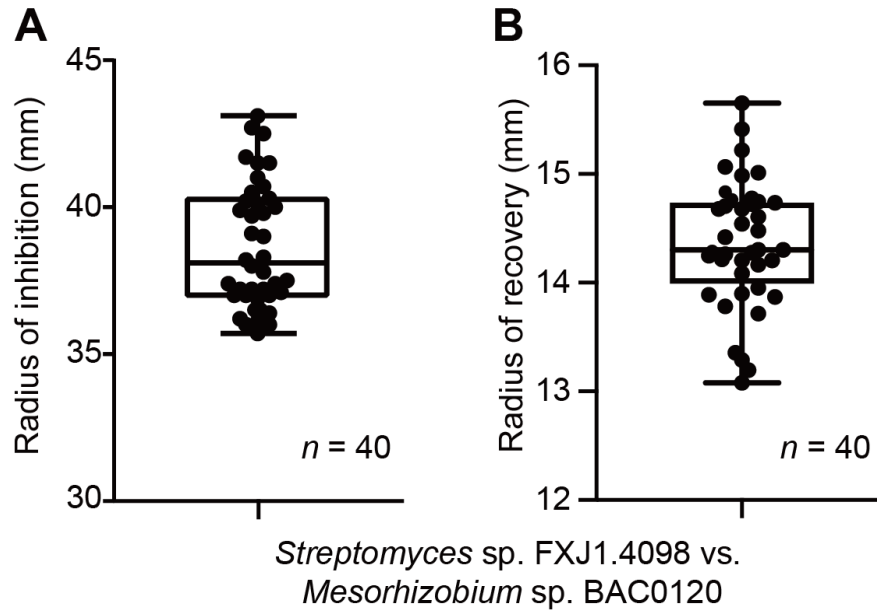 A
Radius of inhibition (mm)
45
40
35
30
n = 40
B
Radius of recovery (mm)
16
15
14
13
12
n = 40
Streptomyces sp. FXJ1.4098 vs.
Mesorhizobium sp. BAC0120